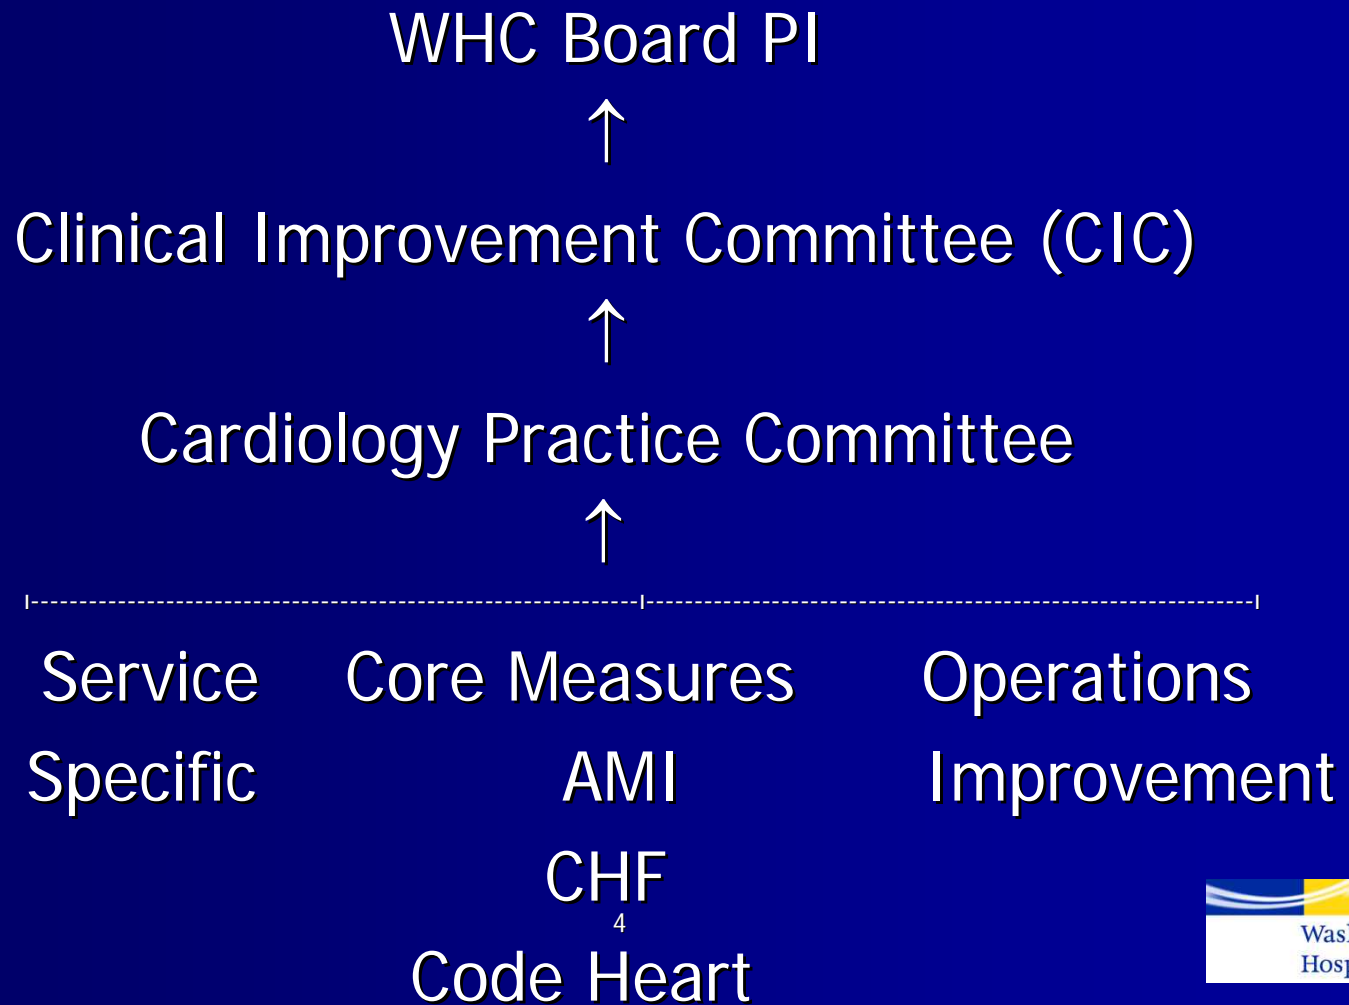 WHC Board PI
↑
Clinical Improvement Committee (CIC)
↑
Cardiology Practice Committee
↑
I----------------------------------------------------------------I----------------------------------------------------------------I
Service Core Measures Operations
Specific AMI Improvement
CHF
4
Code Heart